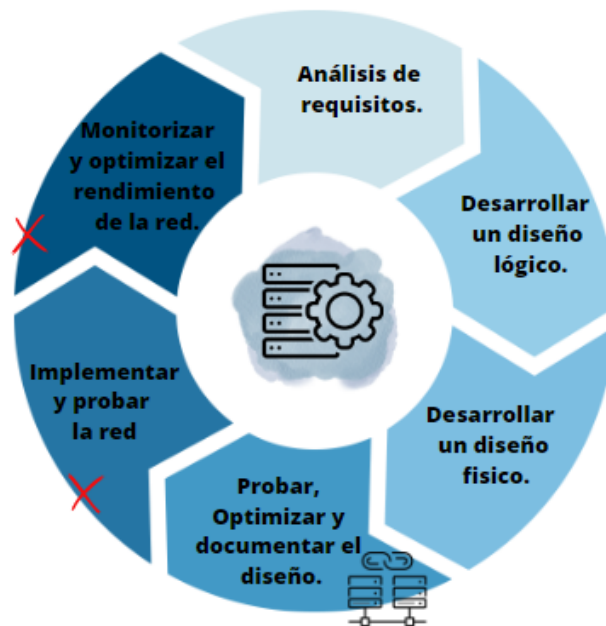 Análisis de
requisitos.
Desarrollar
un diseño
lógico.
Desarrollar
un diseño
fisico.
Probar,
Optimizar y
documentar el
diseño.
Implementar
y probar
la red
Monitorizar
y optimizar el
rendimiento
de la red.